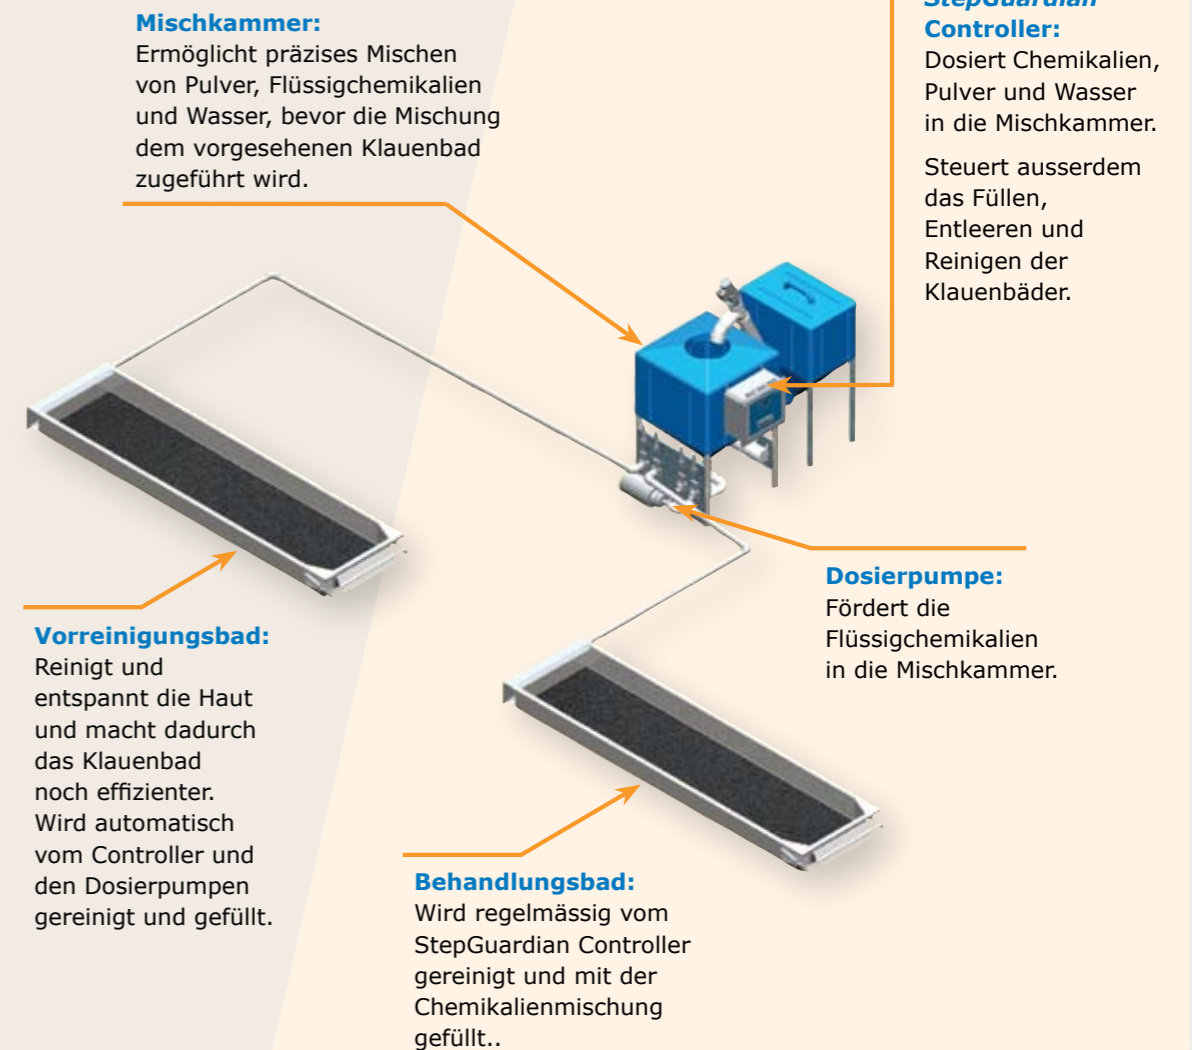 Mischkammer:
Ermöglicht präzises Mischen
von Pulver, Flüssigchemikalien
und Wasser, bevor die Mischung
dem vorgesehenen Klauenbad
zugeführt wird.
StepGuardian
Controller:
Dosiert Chemikalien,
Pulver und Wasser
in die Mischkammer.
Steuert ausserdem
das Füllen,
Entleeren und
Reinigen der
Klauenbäder.
Dosierpumpe:
Fördert die
Flüssigchemikalien
in die Mischkammer.
Vorreinigungsbad:
Reinigt und
entspannt die Haut
und macht dadurch
das Klauenbad
noch effizienter.
Wird automatisch
vom Controller und
den Dosierpumpen
gereinigt und gefüllt.
Behandlungsbad:
Wird regelmässig vom
StepGuardian Controller
gereinigt und mit der
Chemikalienmischung
gefüllt..